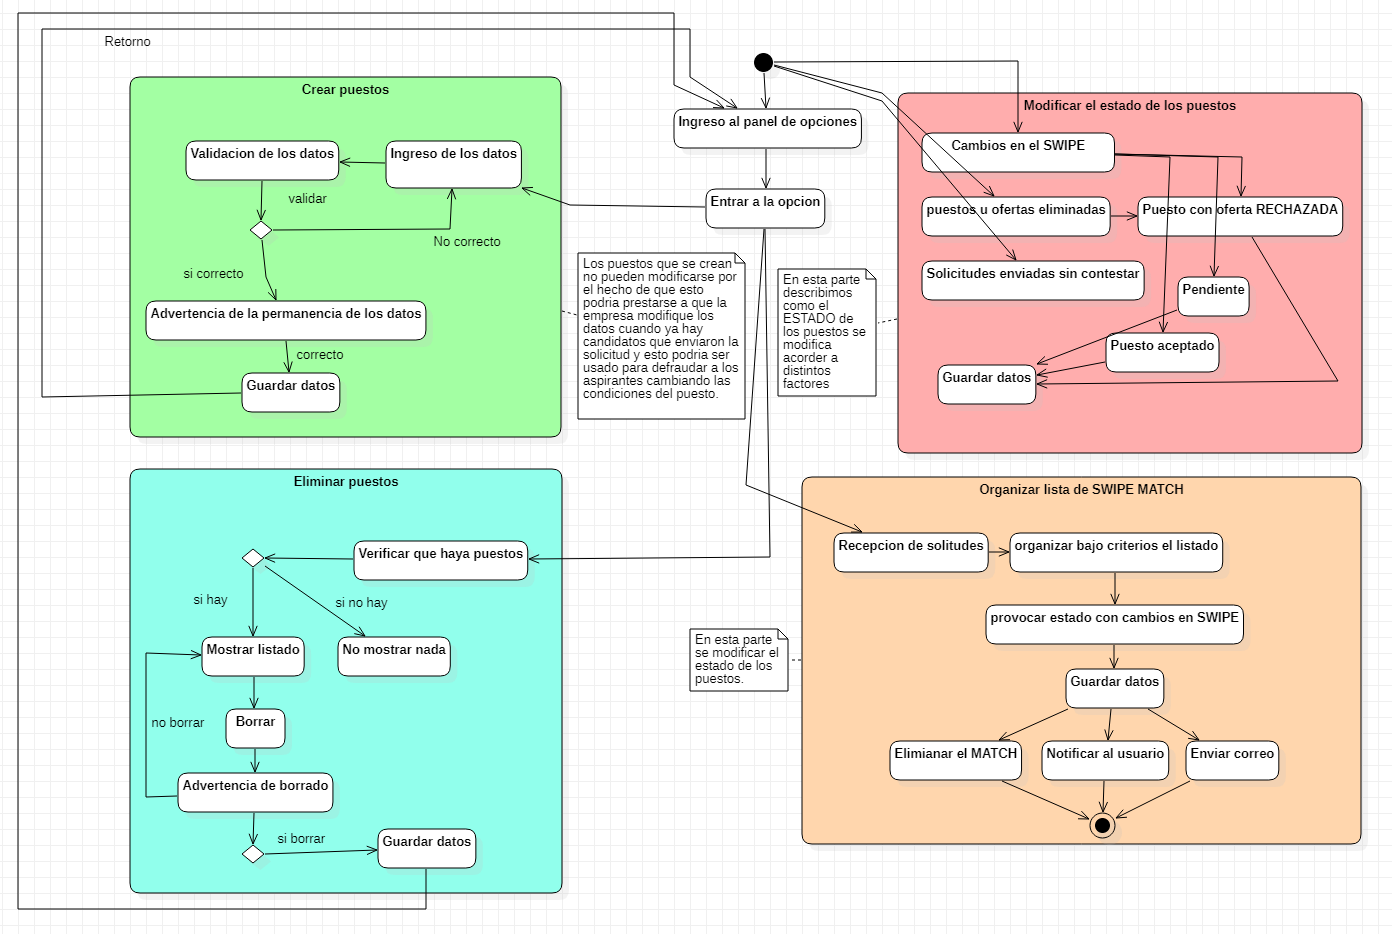 Retorno
Crear puestos
Validacion de los datos
Ingreso de los datos
validar
No correcto
si correcto
Advertencia de la permanencia de los datos
correcto
Guardar datos
Ingreso al panel de opciones
Entrar a la opcion
Los puestos que se crean
no pueden modificarse por
el hecho de que esto
podria prestarse a que la
empresa modifique los
datos cuando ya hay
candidatos que enviaron la
solicitud y esto podria ser
usado para defraudar a los
aspirantes cambiando las
condiciones del puesto.
En esta parte
describimos
como el
ESTADO de
los puestos se
modifica
acorder a
distintos
factores
Modificar el estado de los puestos
Cambios en el SWIPE
puestos u ofertas eliminadas
Puesto con oferta RECHAZADA
Solicitudes enviadas sin contestar
Pendiente
Puesto aceptado
Guardar datos
Eliminar puestos
Verificar que haya puestos
si hay
si no hay
Mostrar listado
No mostrar nada
no borrar
Borrar
Advertencia de borrado
si borrar
Guardar datos
En esta parte
se modificar el
estado de los
puestos.
Organizar lista de SWIPE MATCH
Recepcion de solitudes
organizar bajo criterios el listado
provocar estado con cambios en SWIPE
Guardar datos
Elimianar el MATCH
Notificar al usuario
Enviar correo